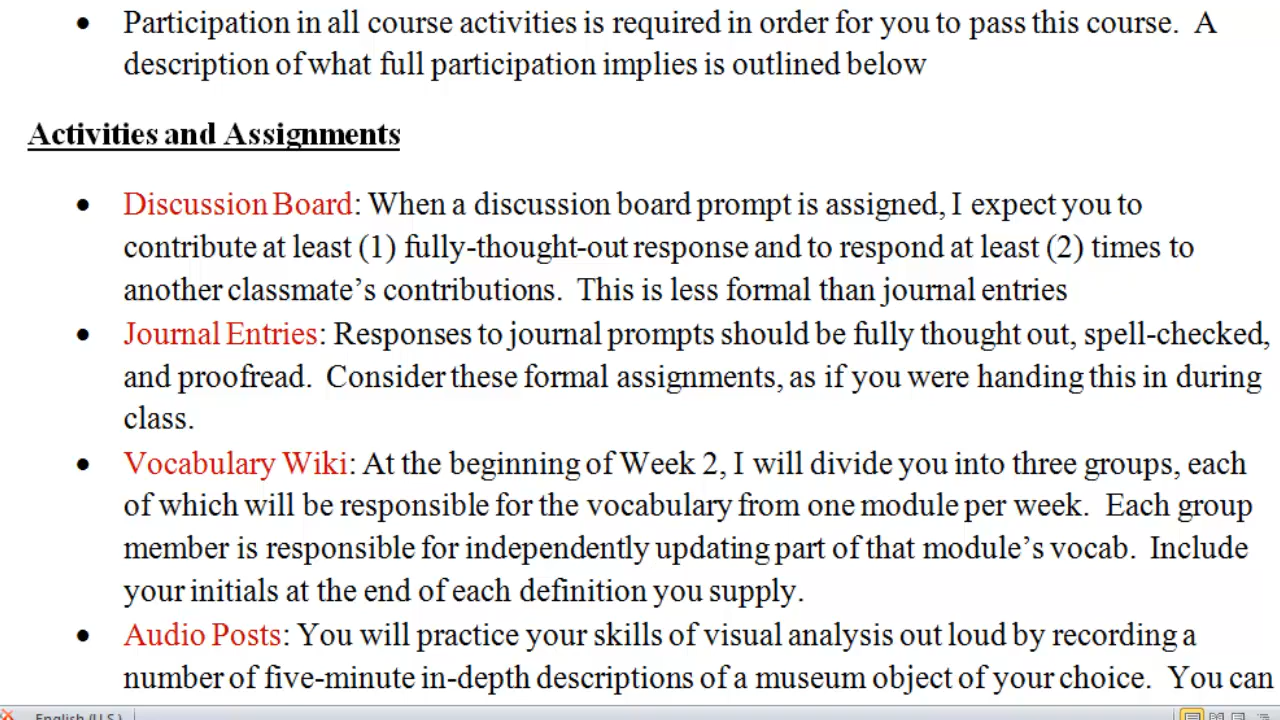 • Participation in all course activities is required in order for you to pass this course.  A
description of what full participation implies is outlined below
Activities and Assignments
• Discussion Board: When a discussion board prompt is assigned, I expect you to
contribute at least (1) fully-thought-out response and to respond at least (2) times to
another classmate’s contributions.  This is less formal than journal entries
• Journal Entries: Responses to journal prompts should be fully thought out, spell-checked,
and proofread.  Consider these formal assignments, as if you were handing this in during
class.
• Vocabulary Wiki: At the beginning of Week 2, I will divide you into three groups, each
of which will be responsible for the vocabulary from one module per week.  Each group
member is responsible for independently updating part of that module’s vocab.  Include
your initials at the end of each definition you supply.
• Audio Posts: You will practice your skills of visual analysis out loud by recording a
number of five-minute in-depth descriptions of a museum object of your choice.  You can
English (U.S.)